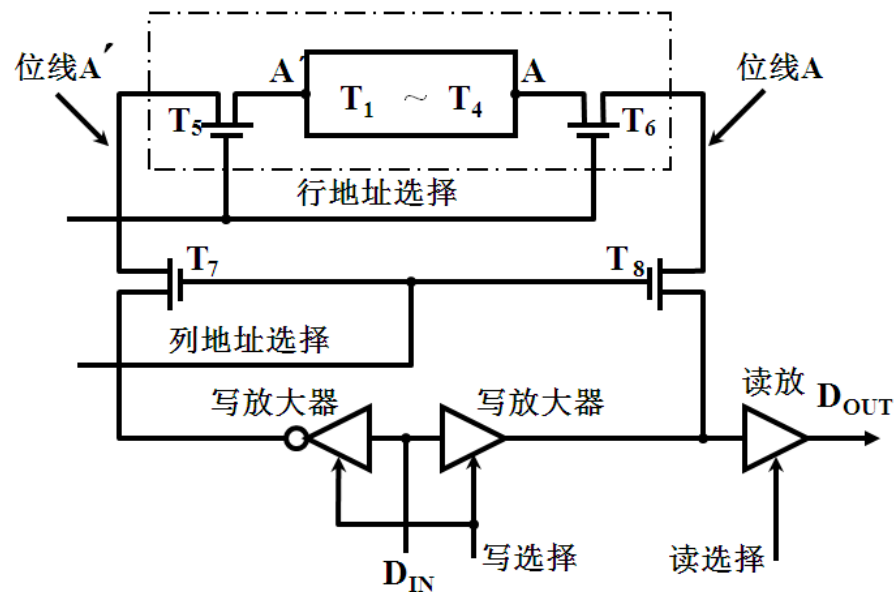 位线A′
A′
T1 ~ T4
A
位线A
T5
T6
行地址选择
T7
T8
列地址选择
写放大器
写放大器
读放
DOUT
DIN
写选择
读选择